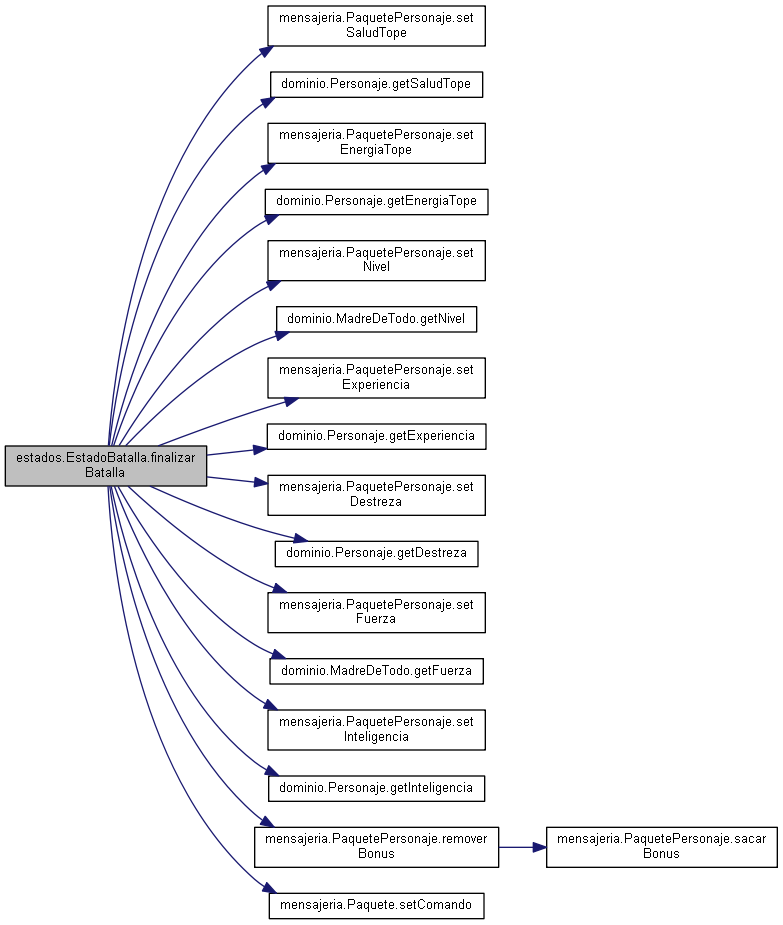 mensajeria.PaquetePersonaje.set
SaludTope
dominio.Personaje.getSaludTope
mensajeria.PaquetePersonaje.set
EnergiaTope
dominio.Personaje.getEnergiaTope
mensajeria.PaquetePersonaje.set
Nivel
dominio.MadreDeTodo.getNivel
mensajeria.PaquetePersonaje.set
Experiencia
dominio.Personaje.getExperiencia
estados.EstadoBatalla.finalizar
Batalla
mensajeria.PaquetePersonaje.set
Destreza
dominio.Personaje.getDestreza
mensajeria.PaquetePersonaje.set
Fuerza
dominio.MadreDeTodo.getFuerza
mensajeria.PaquetePersonaje.set
Inteligencia
dominio.Personaje.getInteligencia
mensajeria.PaquetePersonaje.remover
Bonus
mensajeria.PaquetePersonaje.sacar
Bonus
mensajeria.Paquete.setComando